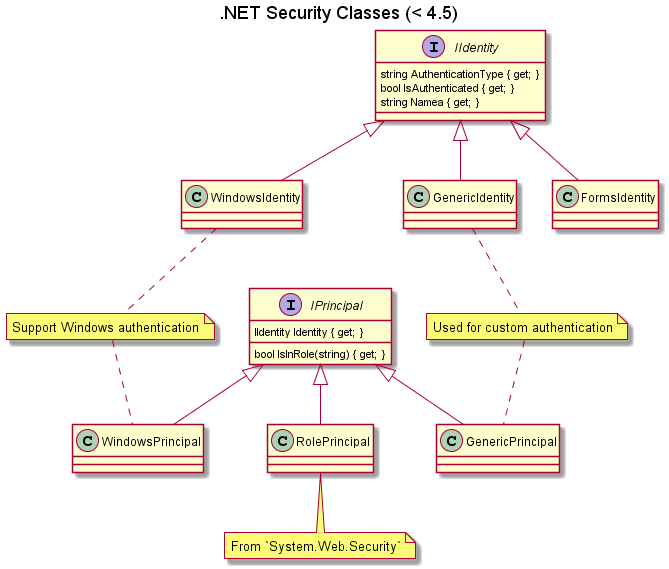 .NET Security Classes (< 4.5)
I IIdentity
string AuthenticationType { get; }
bool IsAuthenticated { get; }
string Namea { get; }
C WindowsIdentity
C GenericIdentity
C FormsIdentity
Support Windows authentication
I IPrincipal
IIdentity Identity { get; }
bool IsInRole(string) { get; }
Used for custom authentication
C WindowsPrincipal
C RolePrincipal
C GenericPrincipal
From `System.Web.Security`